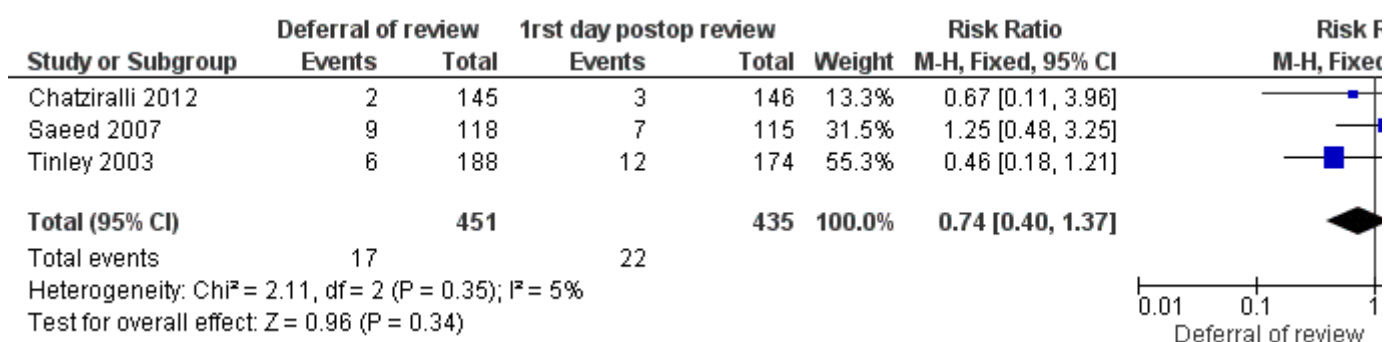 Deferral of review 1rst day postop review Risk Ratio Risk
Study or Subgroup Events Total Events Total Weight M-H, Fixed, 95% CI M-H, Fixed
Chatziralli 2012 2 145 3 146 13.3% 0.67 [0.11, 3.96]
Saeed 2007 9 118 7 115 31.5% 1.25 [0.48, 3.25]
Tinley 2003 6 188 12 174 55.3% 0.46 [0.18, 1.21]
Total (95% CI) 451 435 100.0% 0.74 [0.40, 1.37]
Total events 17 22
Heterogeneity: Chi² = 2.11, df = 2 (P = 0.35); I² = 5%
Test for overall effect: Z = 0.96 (P = 0.34)
0.01 0.1 1
Deferral of review